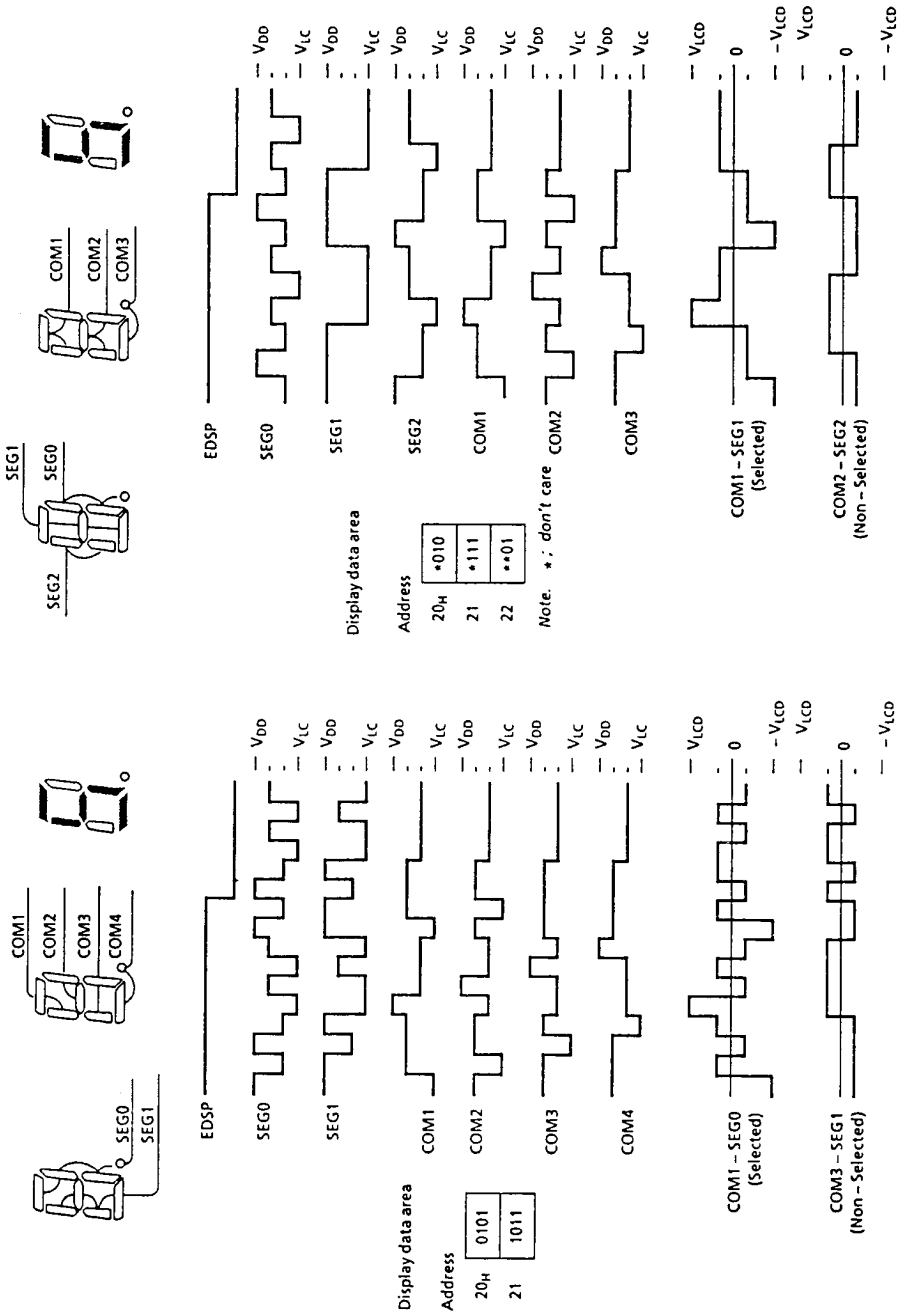 SEG1
SEG2
SEG0
COM1
COM2
COM3
EDSP
SEG0
VDD
VLC
SEG1
VDD
VLC
SEG2
VDD
VLC
COM1
VDD
VLC
COM2
VDD
VLC
COM3
VDD
VLC
COM1 – SEG1
(Selected)
VLCD
0
– VLCD
COM2 – SEG2
(Non – Selected)
VLCD
0
– VLCD
Display data area
Address
20H *010
21 *111
22 **01
Note. *; don't care
SEG0
SEG1
COM1
COM2
COM3
COM4
EDSP
SEG0
VDD
VLC
SEG1
VDD
VLC
COM1
VDD
VLC
COM2
VDD
VLC
COM3
VDD
VLC
COM4
VDD
VLC
COM1 – SEG0
(Selected)
VLCD
0
– VLCD
COM3 – SEG1
(Non – Selected)
VLCD
0
– VLCD
Display data area
Address
20H 0101
21 1011